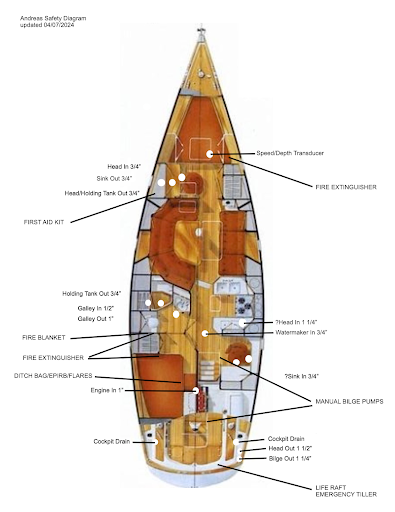 Andreas Safety Diagram
updated 04/07/2024
Speed/Depth Transducer
Head In 3/4"
Sink Out 3/4"
Head/Holding Tank Out 3/4"
FIRE EXTINGUISHER
FIRST AID KIT
Holding Tank Out 3/4"
Galley In 1/2"
Galley Out 1"
?Head In 1 1/4"
Watermaker In 3/4"
FIRE BLANKET
FIRE EXTINGUISHER
DITCH BAG/EPIRB/FLARES
?Sink In 3/4"
Engine In 1"
MANUAL BILGE PUMPS
Cockpit Drain
Cockpit Drain
Head Out 1 1/2"
Bilge Out 1 1/4"
LIFE RAFT
EMERGENCY TILLER